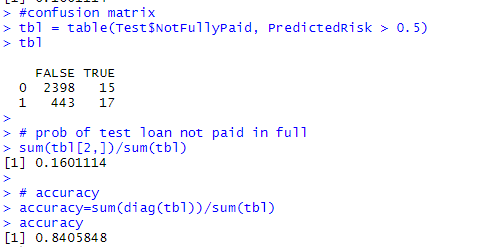 > #confusion matrix
> tbl = table(Test$NotFullyPaid, PredictedRisk > 0.5)
> tbl
FALSE TRUE
0 2398 15
1 443 17
>
> # prob of test loan not paid in full
> sum(tbl[2,])/sum(tbl)
[1] 0.1601114
>
> # accuracy
> accuracy=sum(diag(tbl))/sum(tbl)
> accuracy
[1] 0.8405848